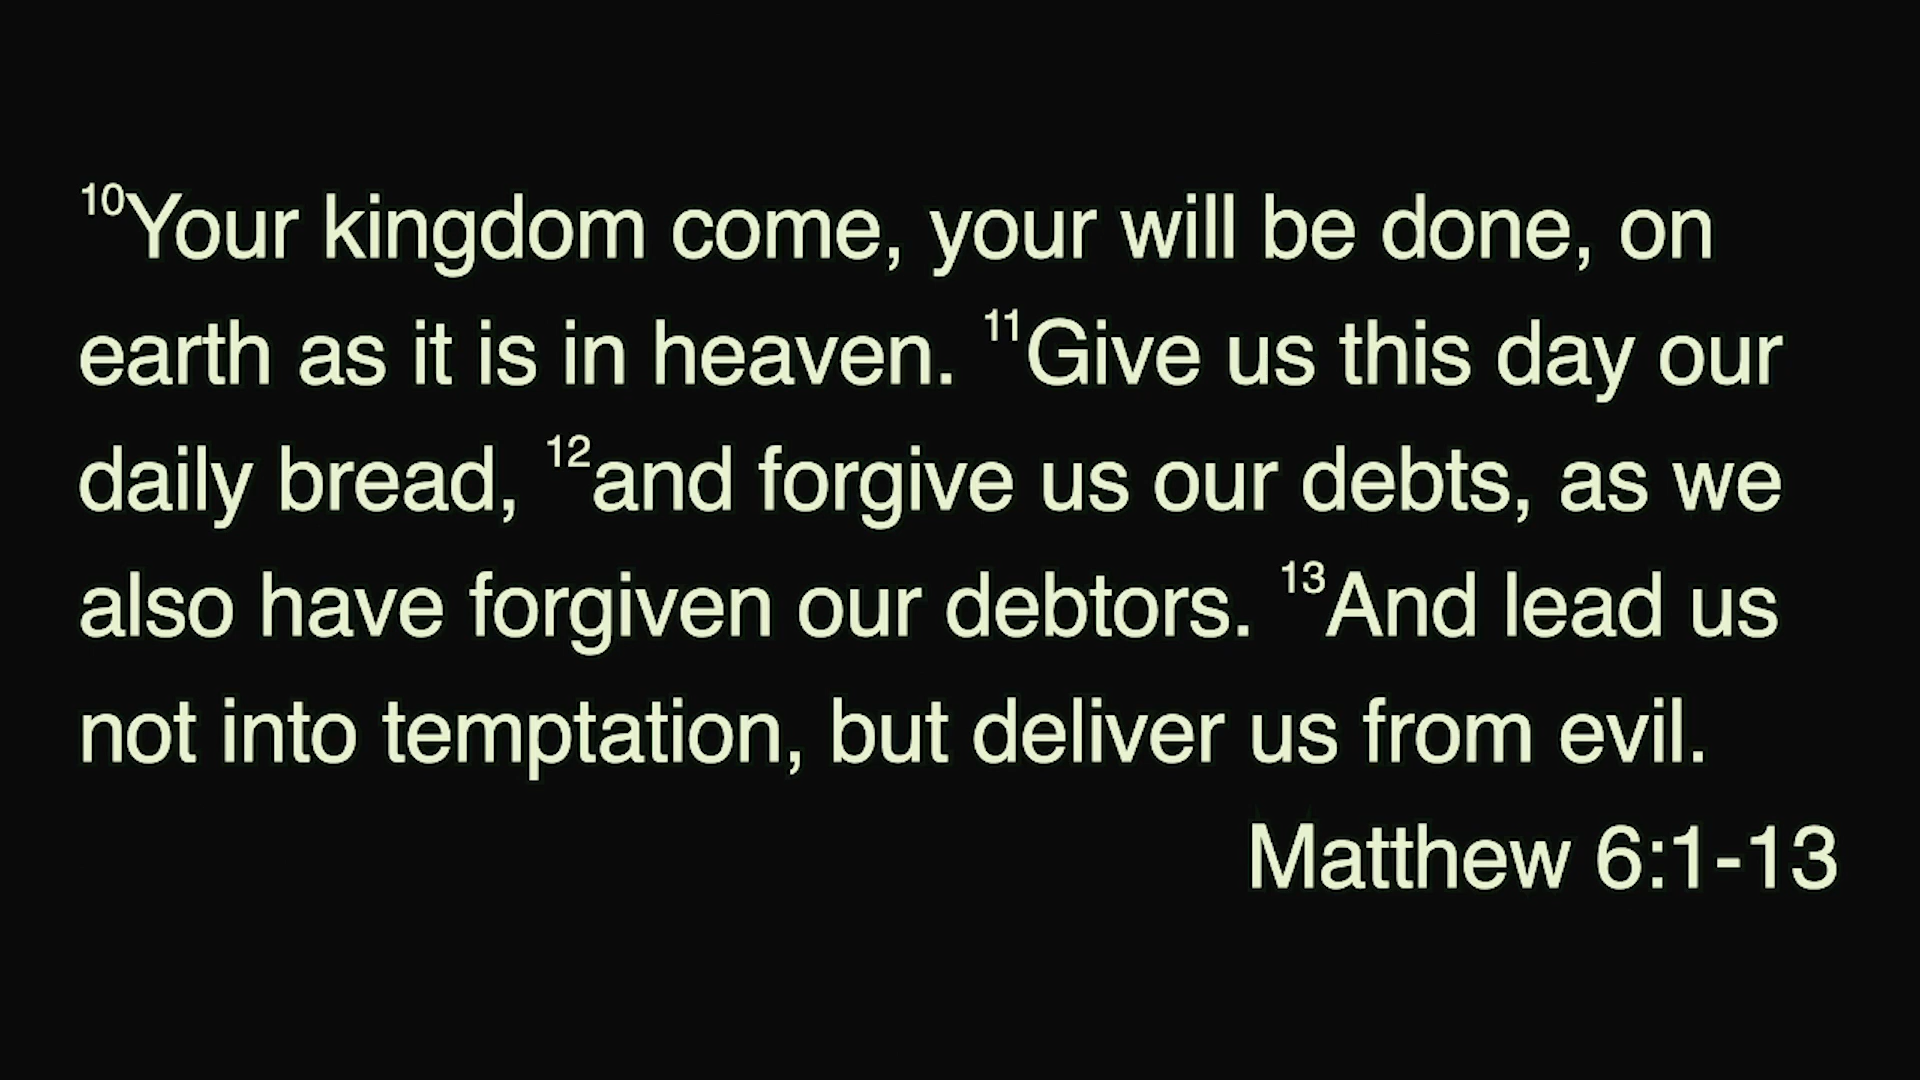 10Your kingdom come, your will be done, on
earth as it is in heaven. 11Give us this day our
daily bread, 12and forgive us our debts, as we
also have forgiven our debtors. 13And lead us
not into temptation, but deliver us from evil.
Matthew 6:1-13